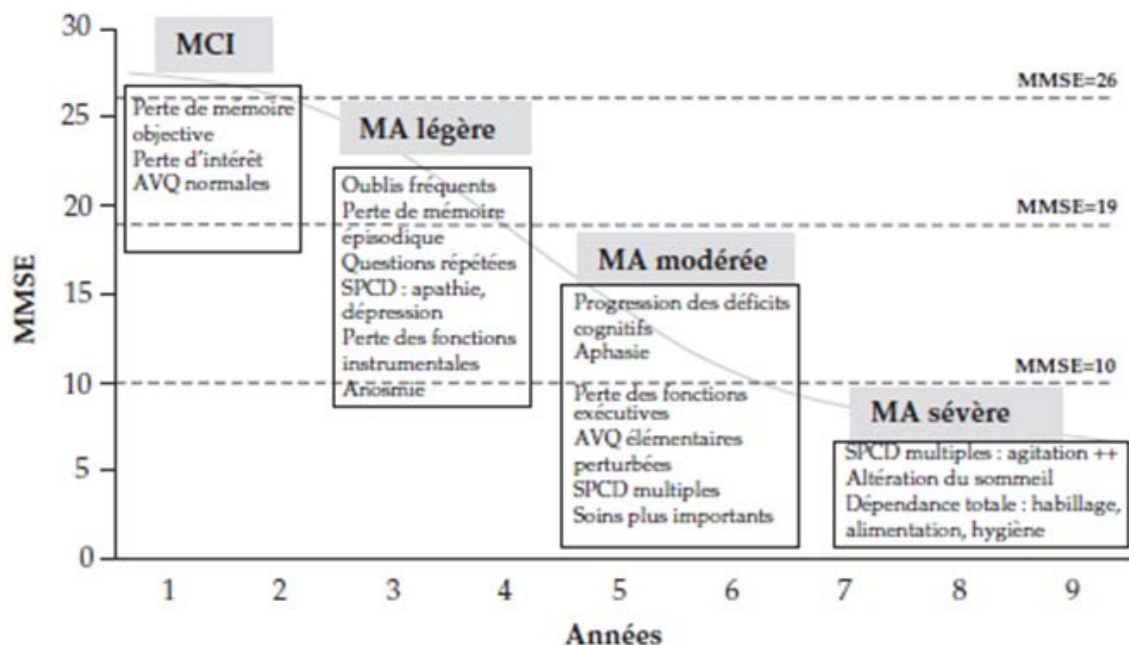 30
25
20
15
10
5
0
MMSE
MCI
Perte de mémoire
objective
Perte d'intérêt
AVQ normales
MMSE=26
MA légère
Oublis fréquents
Perte de mémoire
épisodique
Questions répétées
SPCD : apathie,
dépression
Perte des fonctions
instrumentales
Anosmie
MMSE=19
MA modérée
Progression des déficits
cognitifs
Aphasie
Perte des fonctions
exécutives
AVQ élémentaires
perturbées
SPCD multiples
Soins plus importants
MMSE=10
MA sévère
SPCD multiples : agitation ++
Altération du sommeil
Dépendance totale : habillage,
alimentation, hygiène
1 2 3 4 5 6 7 8 9
Années